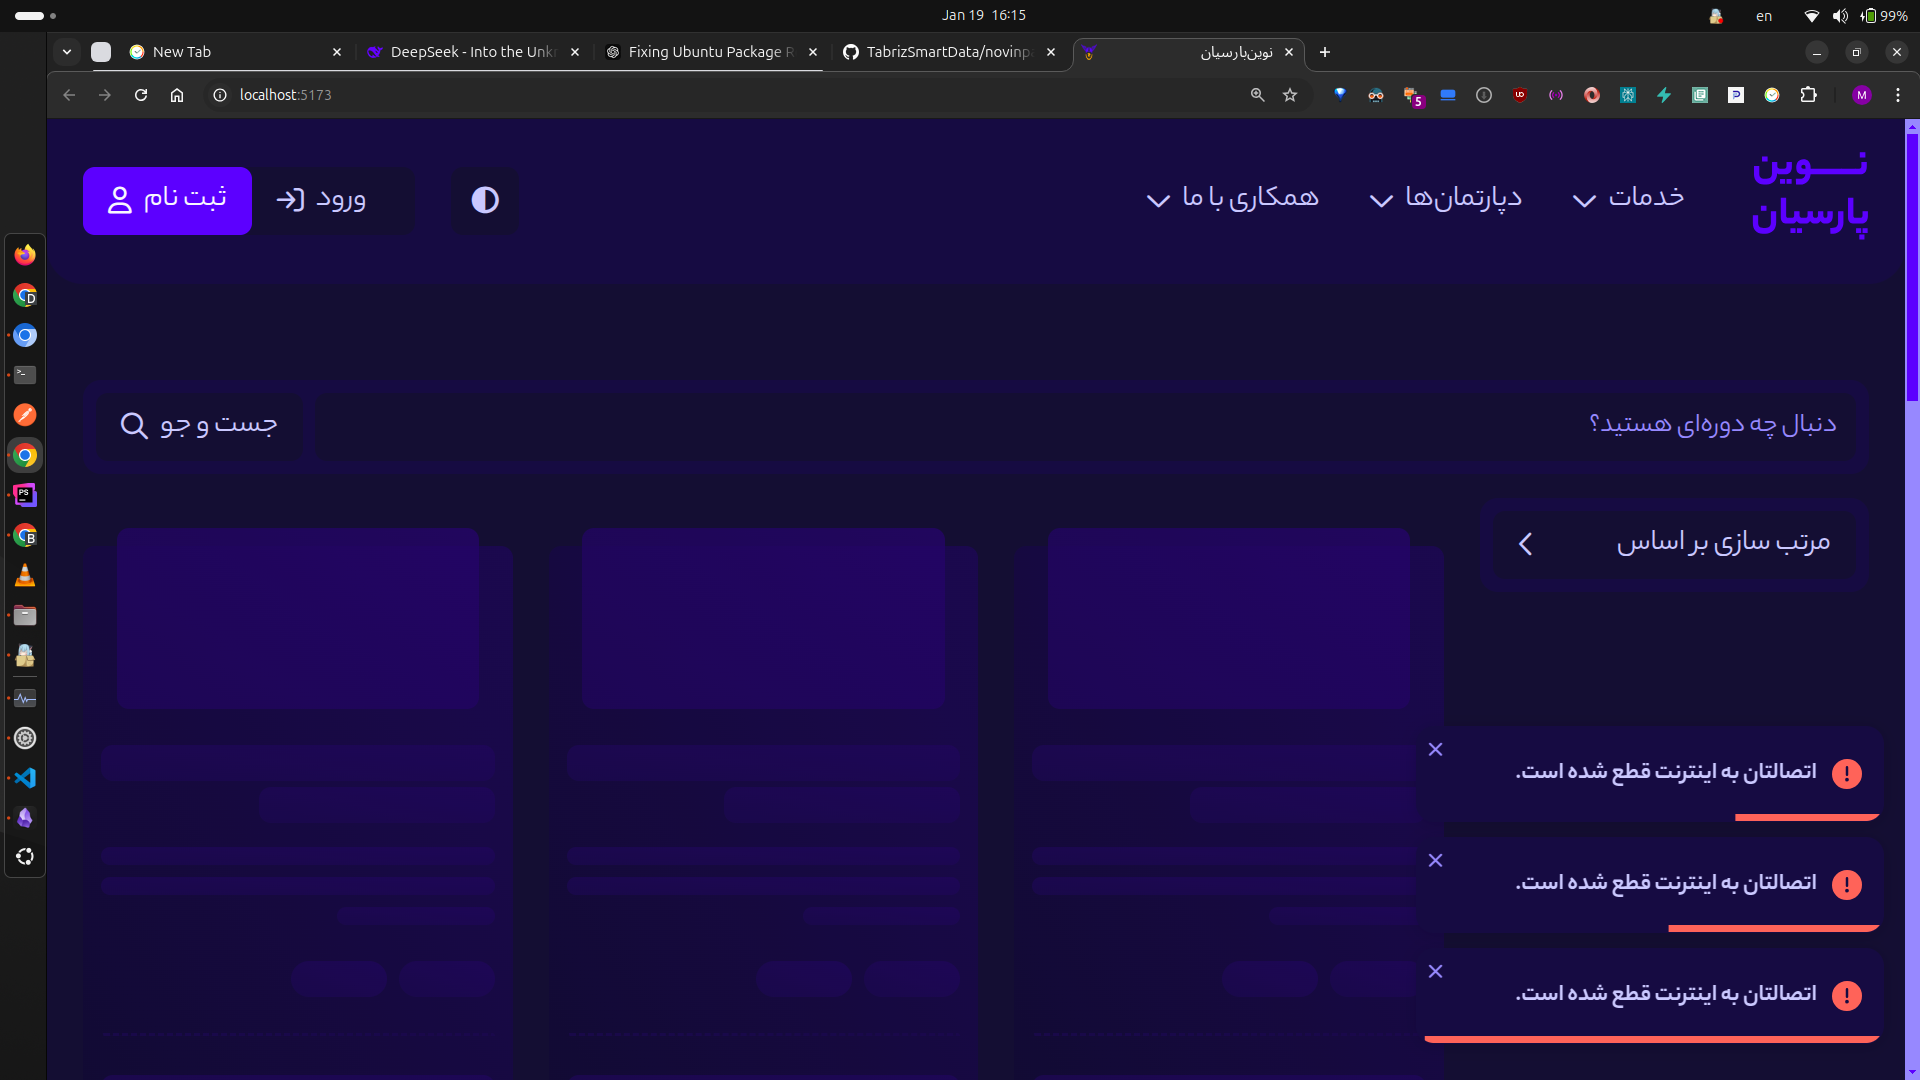 Jan 19 16:15
en
99%
New Tab
DeepSeek - Into the Unk
Fixing Ubuntu Package R
TabrizSmartData/novinp
نوین‌پارسیان
localhost:5173
5
M
نوین
پارسیان
خدمات
دپارتمان‌ها
همکاری با ما
ورود
ثبت نام
دنبال چه دوره‌ای هستید؟
جست و جو
مرتب سازی بر اساس
اتصالتان به اینترنت قطع شده است.
اتصالتان به اینترنت قطع شده است.
اتصالتان به اینترنت قطع شده است.